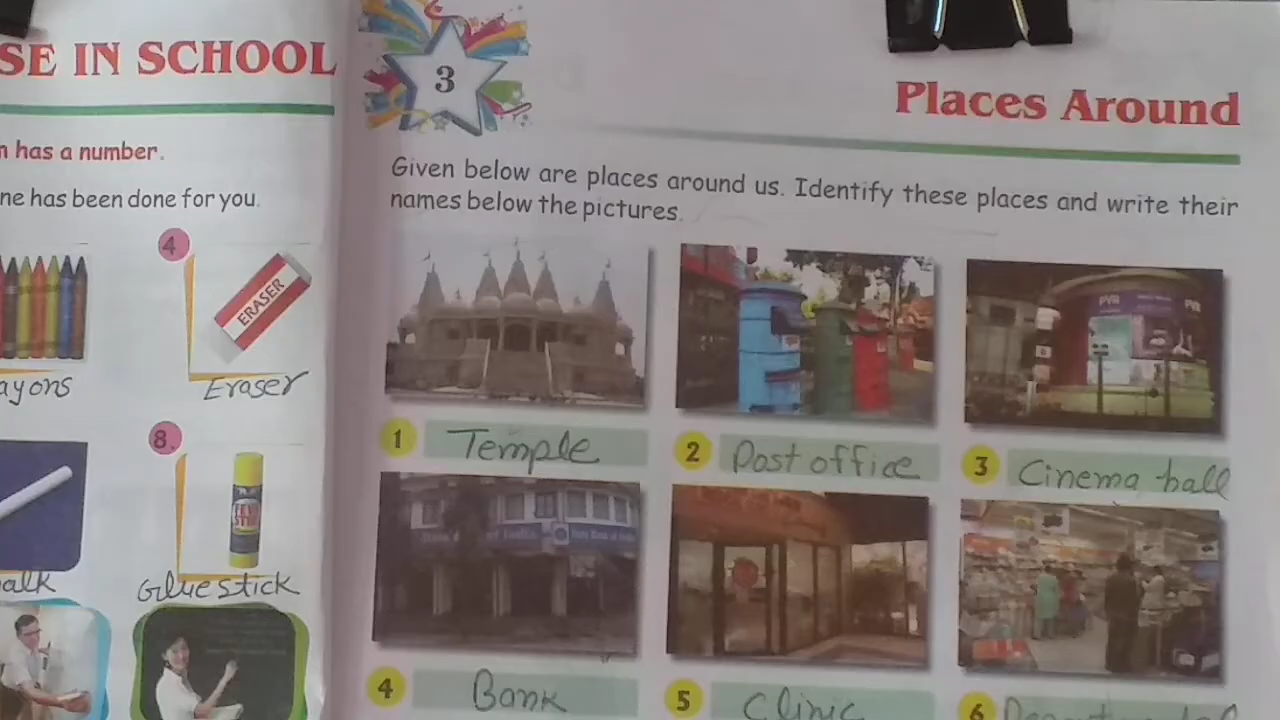 SE IN SCHOOL
n has a number.
ne has been done for you.
4
ERASER
ayons
Eraser
8.
alk
Glue stick
3
Places Around
Given below are places around us. Identify these places and write their
names below the pictures.
PVR
PVR
1 Temple
2 Post office
3 Cinema hall
4 Bank
5 Clinic
6